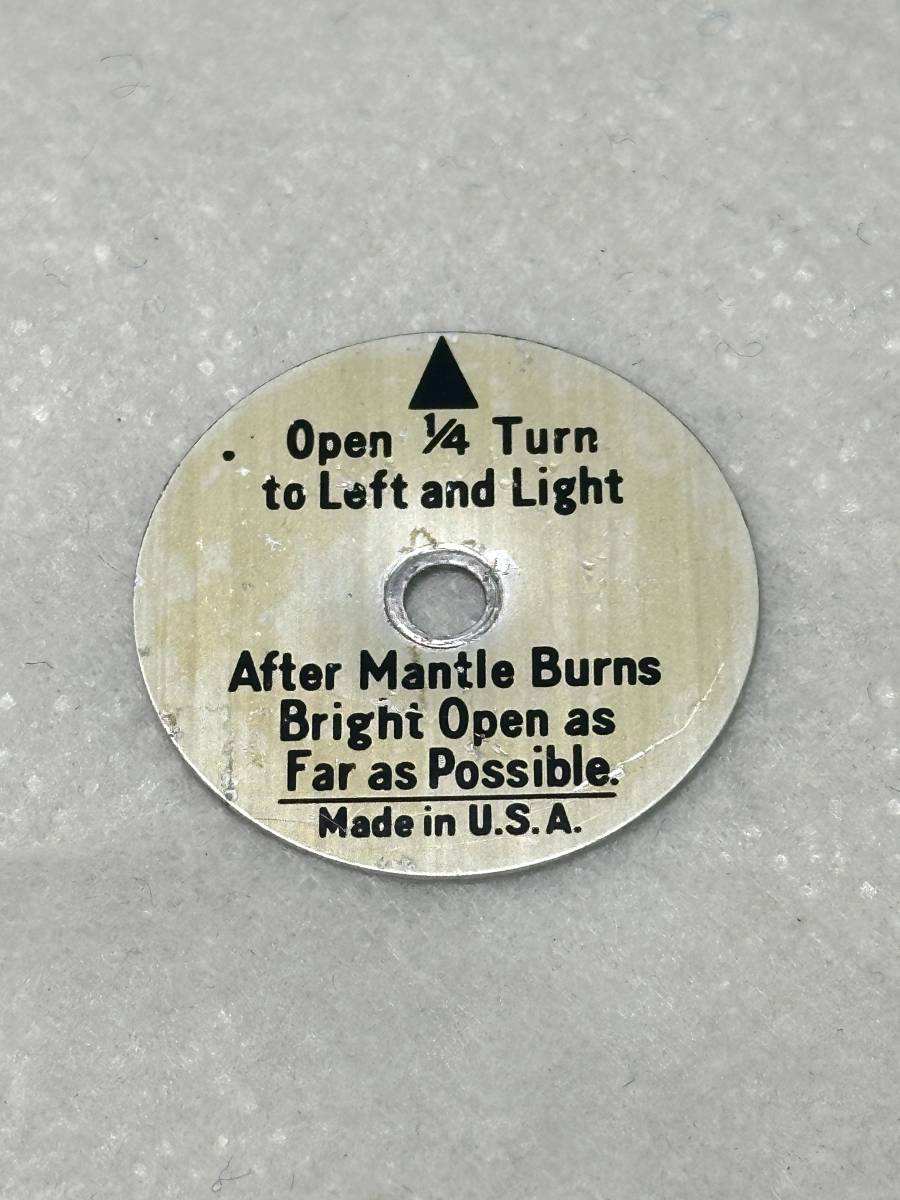 Open ¼ Turn
to Left and Light
After Mantle Burns
Bright Open as
Far as Possible.
Made in U.S.A.